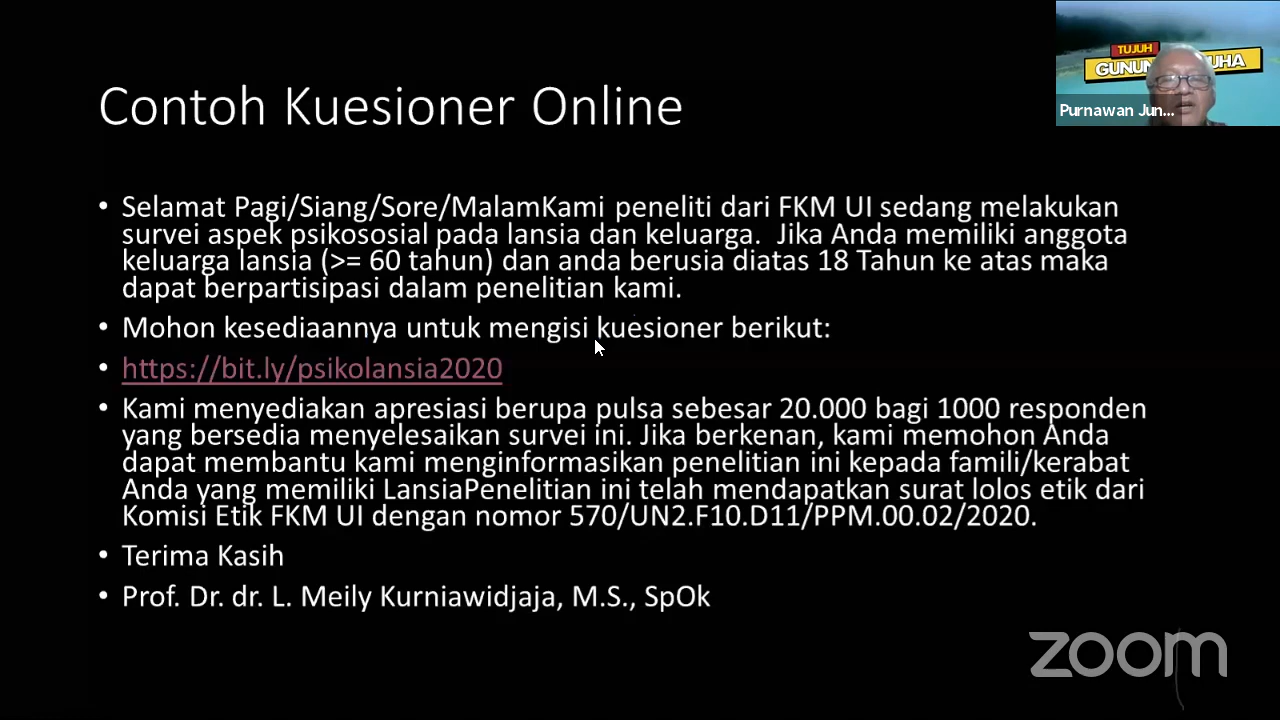 Contoh Kuesioner Online
TUJUH
Purnawan Jun...
• Selamat Pagi/Siang/Sore/MalamKami peneliti dari FKM UI sedang melakukan
survei aspek psikososial pada lansia dan keluarga.  Jika Anda memiliki anggota
keluarga lansia (>= 60 tahun) dan anda berusia diatas 18 Tahun ke atas maka
dapat berpartisipasi dalam penelitian kami.
• Mohon kesediaannya untuk mengisi kuesioner berikut:
• https://bit.ly/psikolansia2020
• Kami menyediakan apresiasi berupa pulsa sebesar 20.000 bagi 1000 responden
yang bersedia menyelesaikan survei ini. Jika berkenan, kami memohon Anda
dapat membantu kami menginformasikan penelitian ini kepada famili/kerabat
Anda yang memiliki LansiaPenelitian ini telah mendapatkan surat lolos etik dari
Komisi Etik FKM UI dengan nomor 570/UN2.F10.D11/PPM.00.02/2020.
• Terima Kasih
• Prof. Dr. dr. L. Meily Kurniawidjaja, M.S., SpOk
zoom